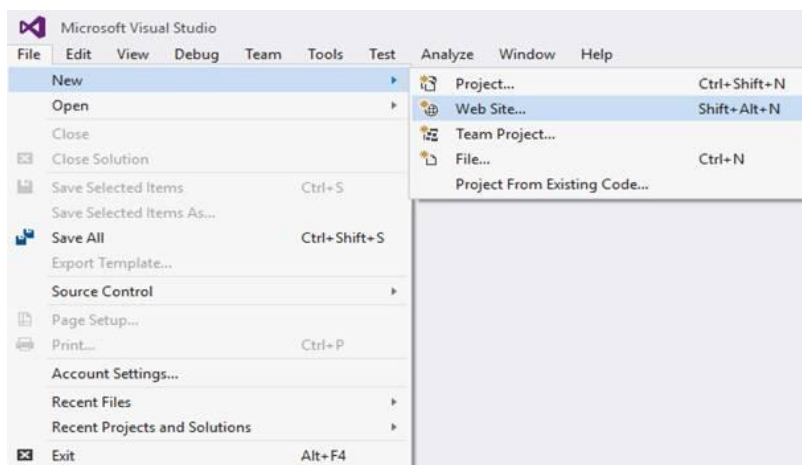 Microsoft Visual Studio
File Edit View Debug Team Tools Test Analyze Window Help
New
Open
Close
Close Solution
Save Selected Items Ctrl+S
Save Selected Items As...
Save All Ctrl+Shift+S
Export Template...
Source Control
Page Setup...
Print... Ctrl+P
Account Settings...
Recent Files
Recent Projects and Solutions
Exit Alt+F4
Project... Ctrl+Shift+N
Web Site... Shift+Alt+N
Team Project...
File... Ctrl+N
Project From Existing Code...